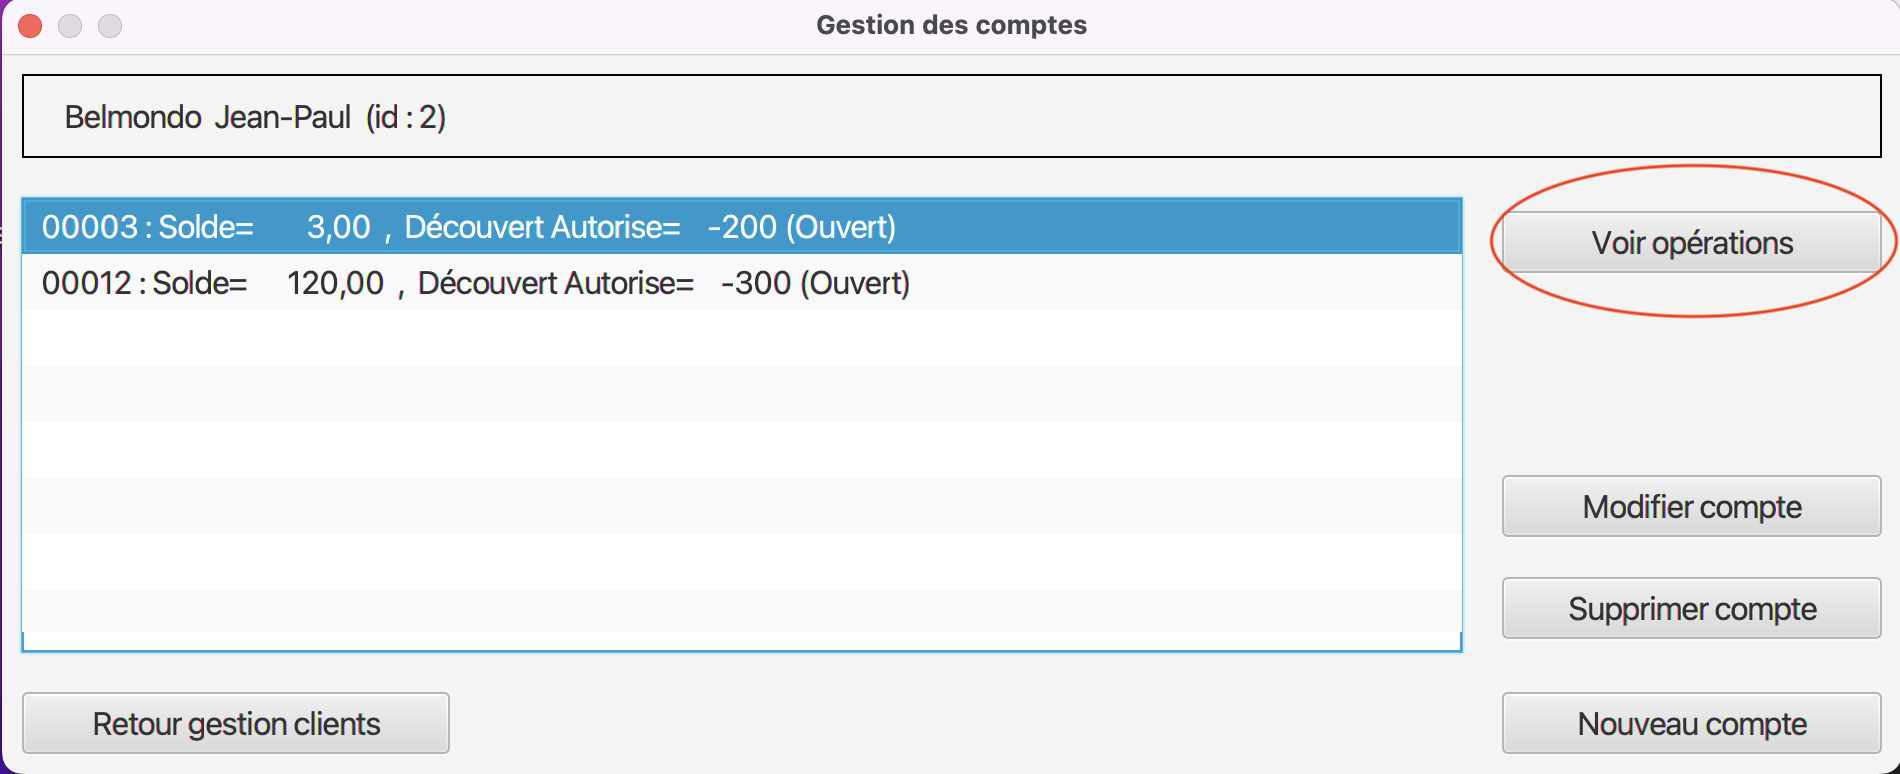 Gestion des comptes
Belmondo Jean-Paul (id : 2)
00003 : Solde= 3,00 , Découvert Autorise= -200 (Ouvert)
00012 : Solde= 120,00 , Découvert Autorise= -300 (Ouvert)
Voir opérations
Modifier compte
Supprimer compte
Retour gestion clients
Nouveau compte